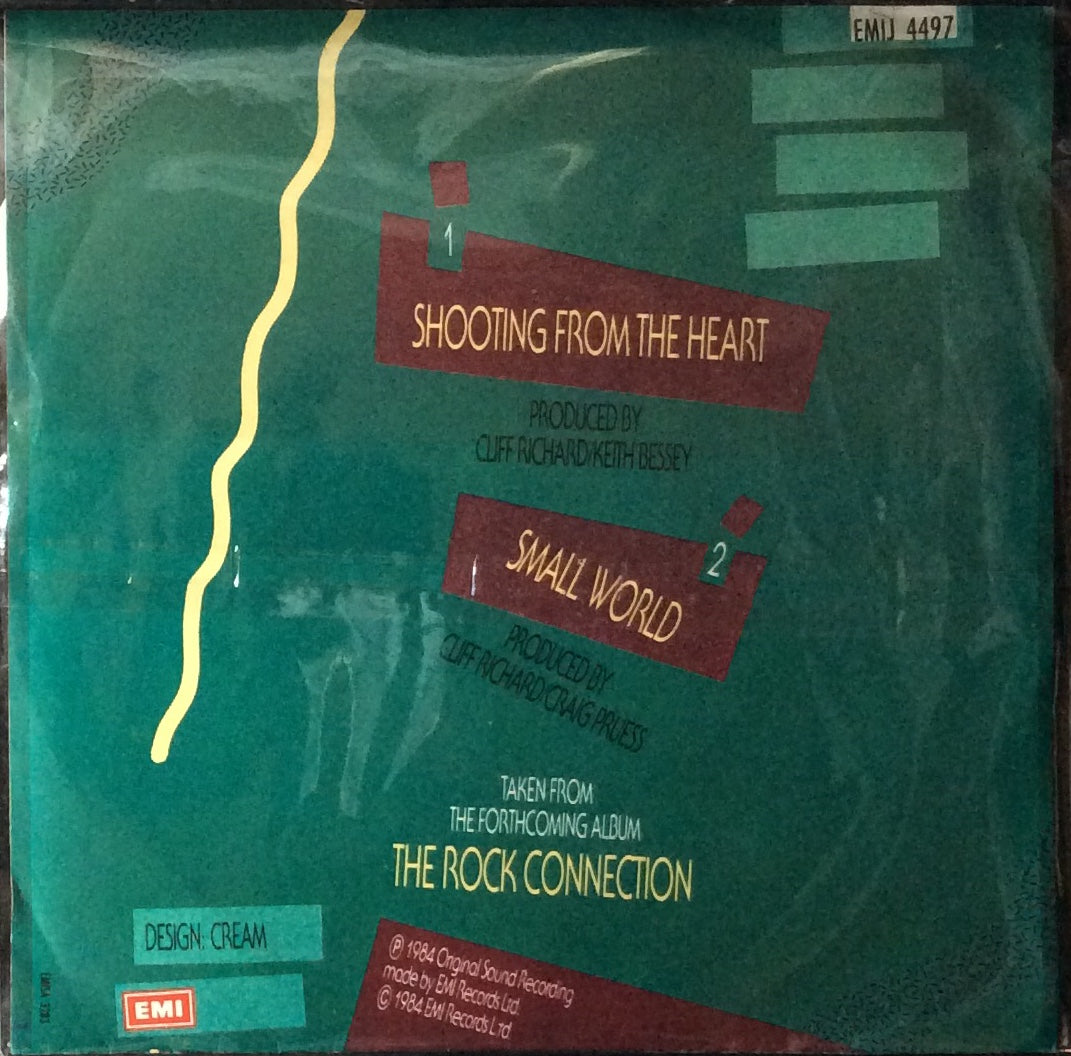 EMIJ 4497
1
SHOOTING FROM THE HEART
PRODUCED BY
CLIFF RICHARD/KEITH BESSEY
2
SMALL WORLD
PRODUCED BY
CLIFF RICHARD/CRAIG PRUESS
TAKEN FROM
THE FORTHCOMING ALBUM
THE ROCK CONNECTION
DESIGN: CREAM
EMI
℗ 1984 Original Sound Recording
made by EMI Records Ltd.
© 1984 EMI Records Ltd.